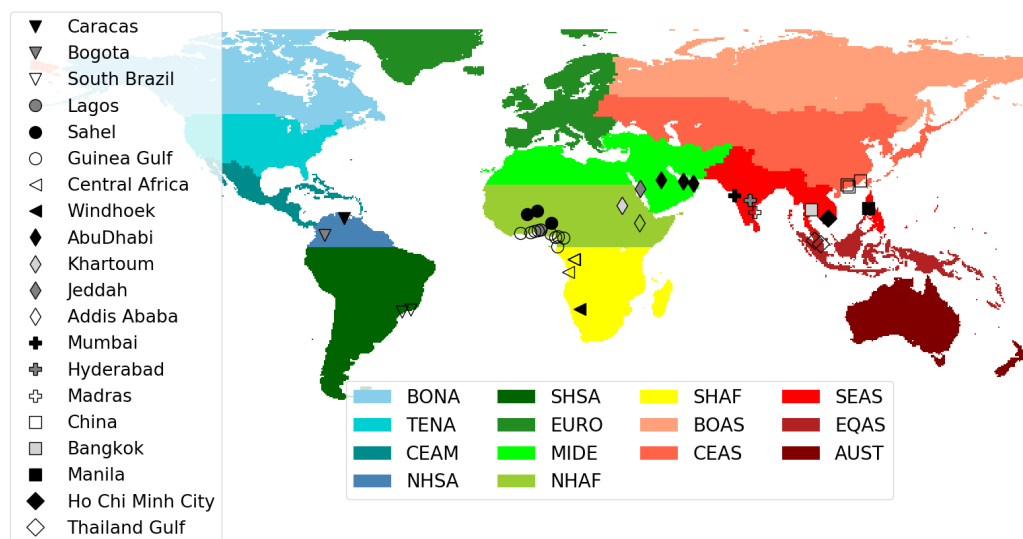 Caracas
Bogota
South Brazil
Lagos
Sahel
Guinea Gulf
Central Africa
Windhoek
AbuDhabi
Khartoum
Jeddah
Addis Ababa
Mumbai
Hyderabad
Madras
China
Bangkok
Manila
Ho Chi Minh City
Thailand Gulf
BONA SHSA SHAF SEAS
TENA EURO BOAS EQAS
CEAM MIDE CEAS AUST
NHSA NHAF